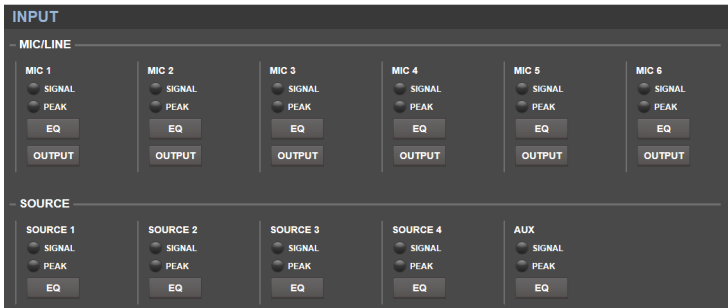 INPUT
MIC/LINE
MIC 1 MIC 2 MIC 3 MIC 4 MIC 5 MIC 6
SIGNAL SIGNAL SIGNAL SIGNAL SIGNAL SIGNAL
PEAK PEAK PEAK PEAK PEAK PEAK
EQ EQ EQ EQ EQ EQ
OUTPUT OUTPUT OUTPUT OUTPUT OUTPUT OUTPUT
SOURCE
SOURCE 1 SOURCE 2 SOURCE 3 SOURCE 4 AUX
SIGNAL SIGNAL SIGNAL SIGNAL SIGNAL
PEAK PEAK PEAK PEAK PEAK
EQ EQ EQ EQ EQ